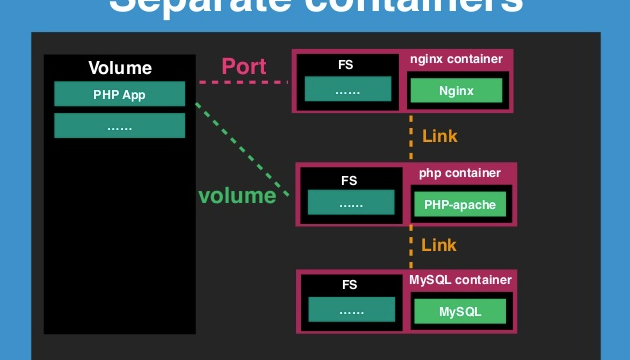 Separate containers
Volume
PHP App
......
Port
volume
FS
......
nginx container
Nginx
Link
FS
......
php container
PHP-apache
Link
FS
......
MySQL container
MySQL